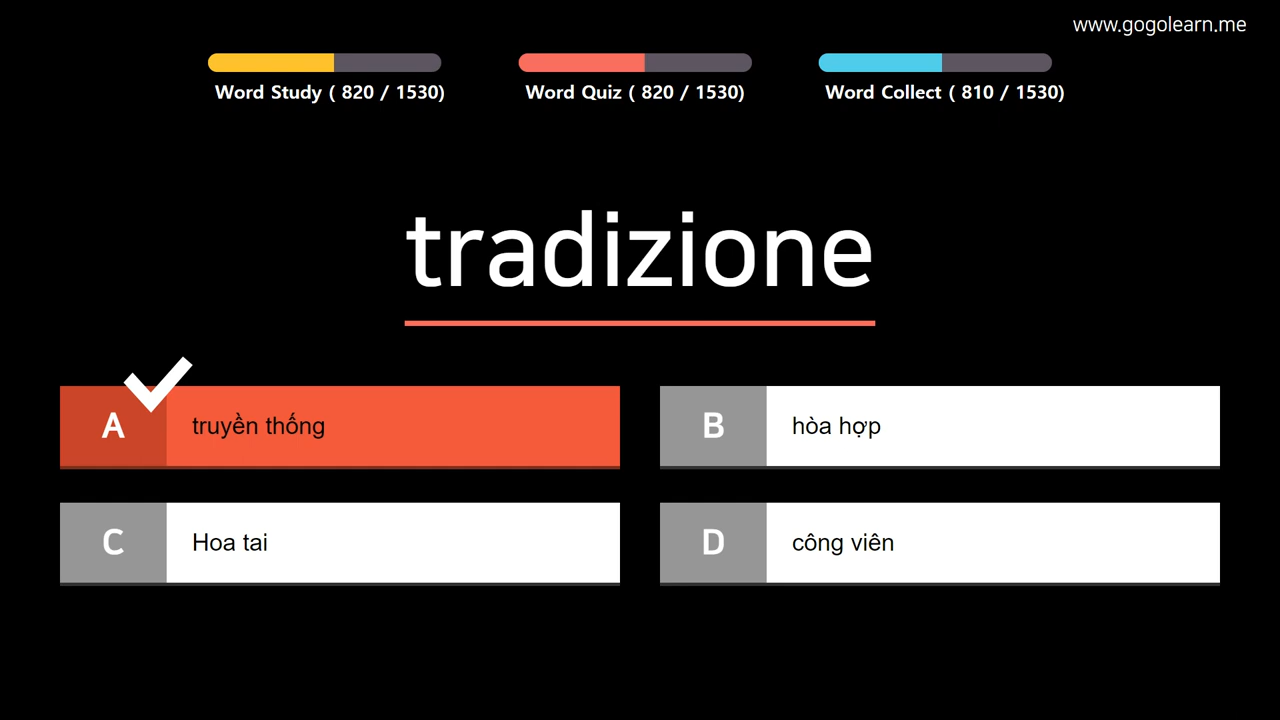 www.gogolearn.me
Word Study ( 820 / 1530)
Word Quiz ( 820 / 1530)
Word Collect ( 810 / 1530)
tradizione
A truyền thống
B hòa hợp
C Hoa tai
D công viên